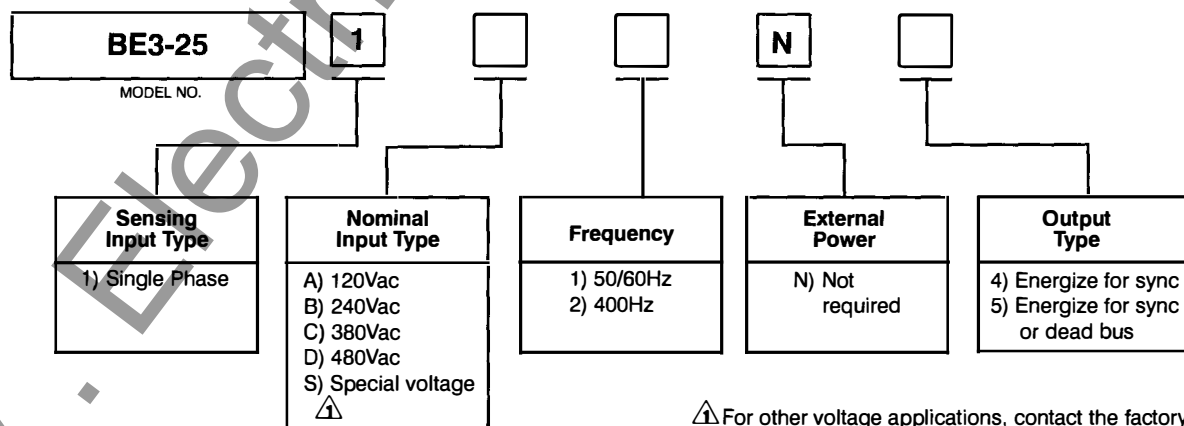 BE3-25 1 N
MODEL NO.
Sensing Input Type
1) Single Phase
Nominal Input Type
A) 120Vac
B) 240Vac
C) 380Vac
D) 480Vac
S) Special voltage
⚠1
Frequency
1) 50/60Hz
2) 400Hz
External Power
N) Not required
Output Type
4) Energize for sync
5) Energize for sync or dead bus
⚠1 For other voltage applications, contact the factory
Electri